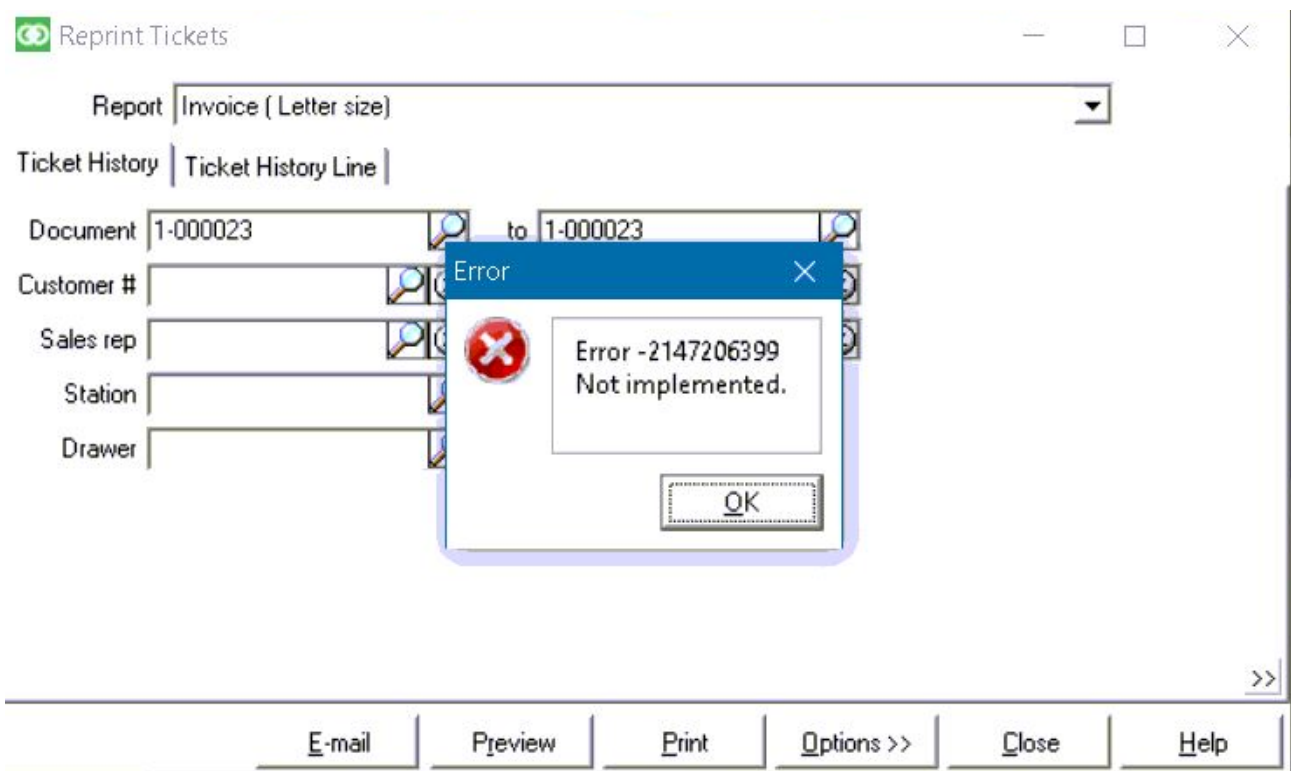 Reprint Tickets
Report Invoice ( Letter size)
Ticket History Ticket History Line
Document 1-000023 to 1-000023
Customer #
Error
Sales rep
Error -2147206399
Not implemented.
Station
Drawer
OK
>>
E-mail Preview Print Options >> Close Help